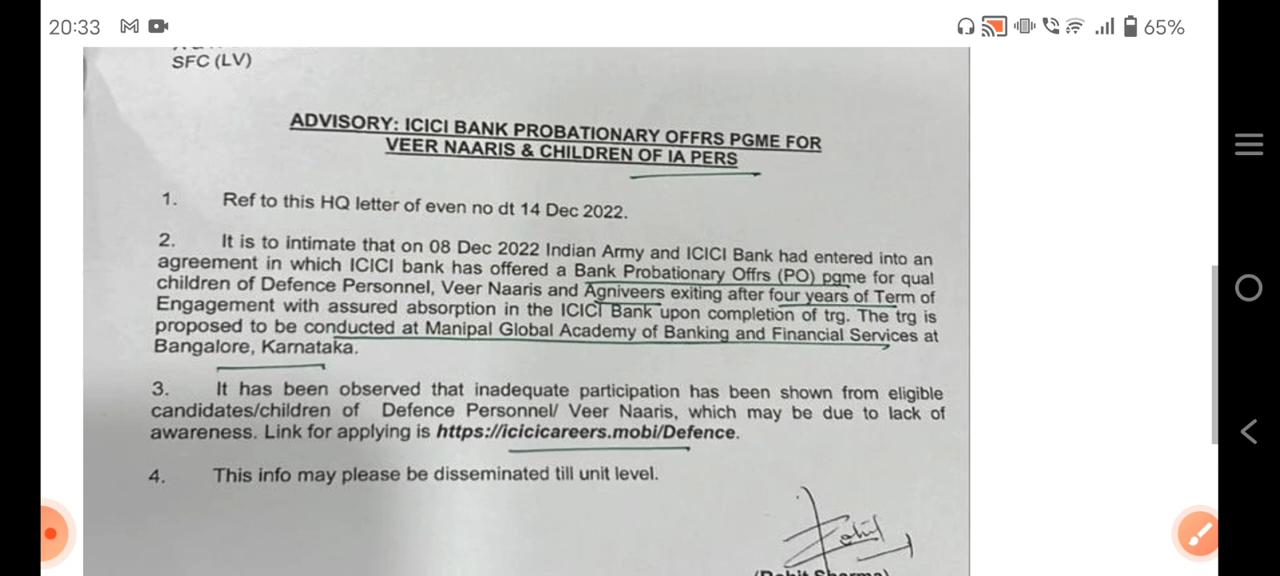 20:33
65%
SFC (LV)
ADVISORY: ICICI BANK PROBATIONARY OFFRS PGME FOR
VEER NAARIS & CHILDREN OF IA PERS
1. Ref to this HQ letter of even no dt 14 Dec 2022.
2. It is to intimate that on 08 Dec 2022 Indian Army and ICICI Bank had entered into an
agreement in which ICICI bank has offered a Bank Probationary Offrs (PO) pgme for qual
children of Defence Personnel, Veer Naaris and Agniveers exiting after four years of Term of
Engagement with assured absorption in the ICICI Bank upon completion of trg. The trg is
proposed to be conducted at Manipal Global Academy of Banking and Financial Services at
Bangalore, Karnataka.
3. It has been observed that inadequate participation has been shown from eligible
candidates/children of Defence Personnel/ Veer Naaris, which may be due to lack of
awareness. Link for applying is https://icicicareers.mobi/Defence.
4. This info may please be disseminated till unit level.